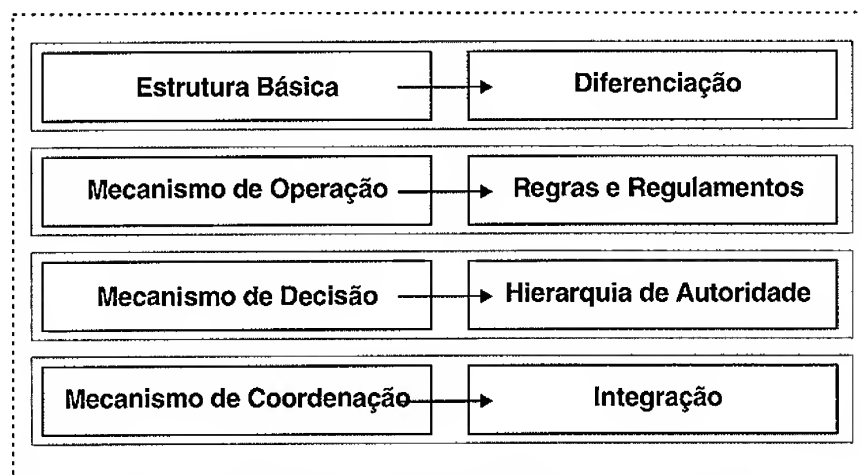 Estrutura Básica
Diferenciação
Mecanismo de Operação
Regras e Regulamentos
Mecanismo de Decisão
Hierarquia de Autoridade
Mecanismo de Coordenação
Integração